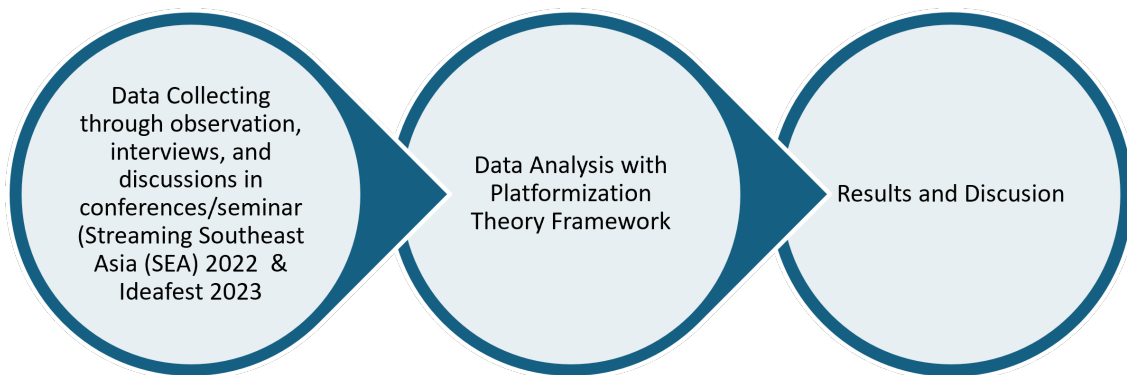 Data Collecting
through observation,
interviews, and
discussions in
conferences/seminar
(Streaming Southeast
Asia (SEA) 2022 &
Ideafest 2023
Data Analysis with
Platformization
Theory Framework
Results and Discusion